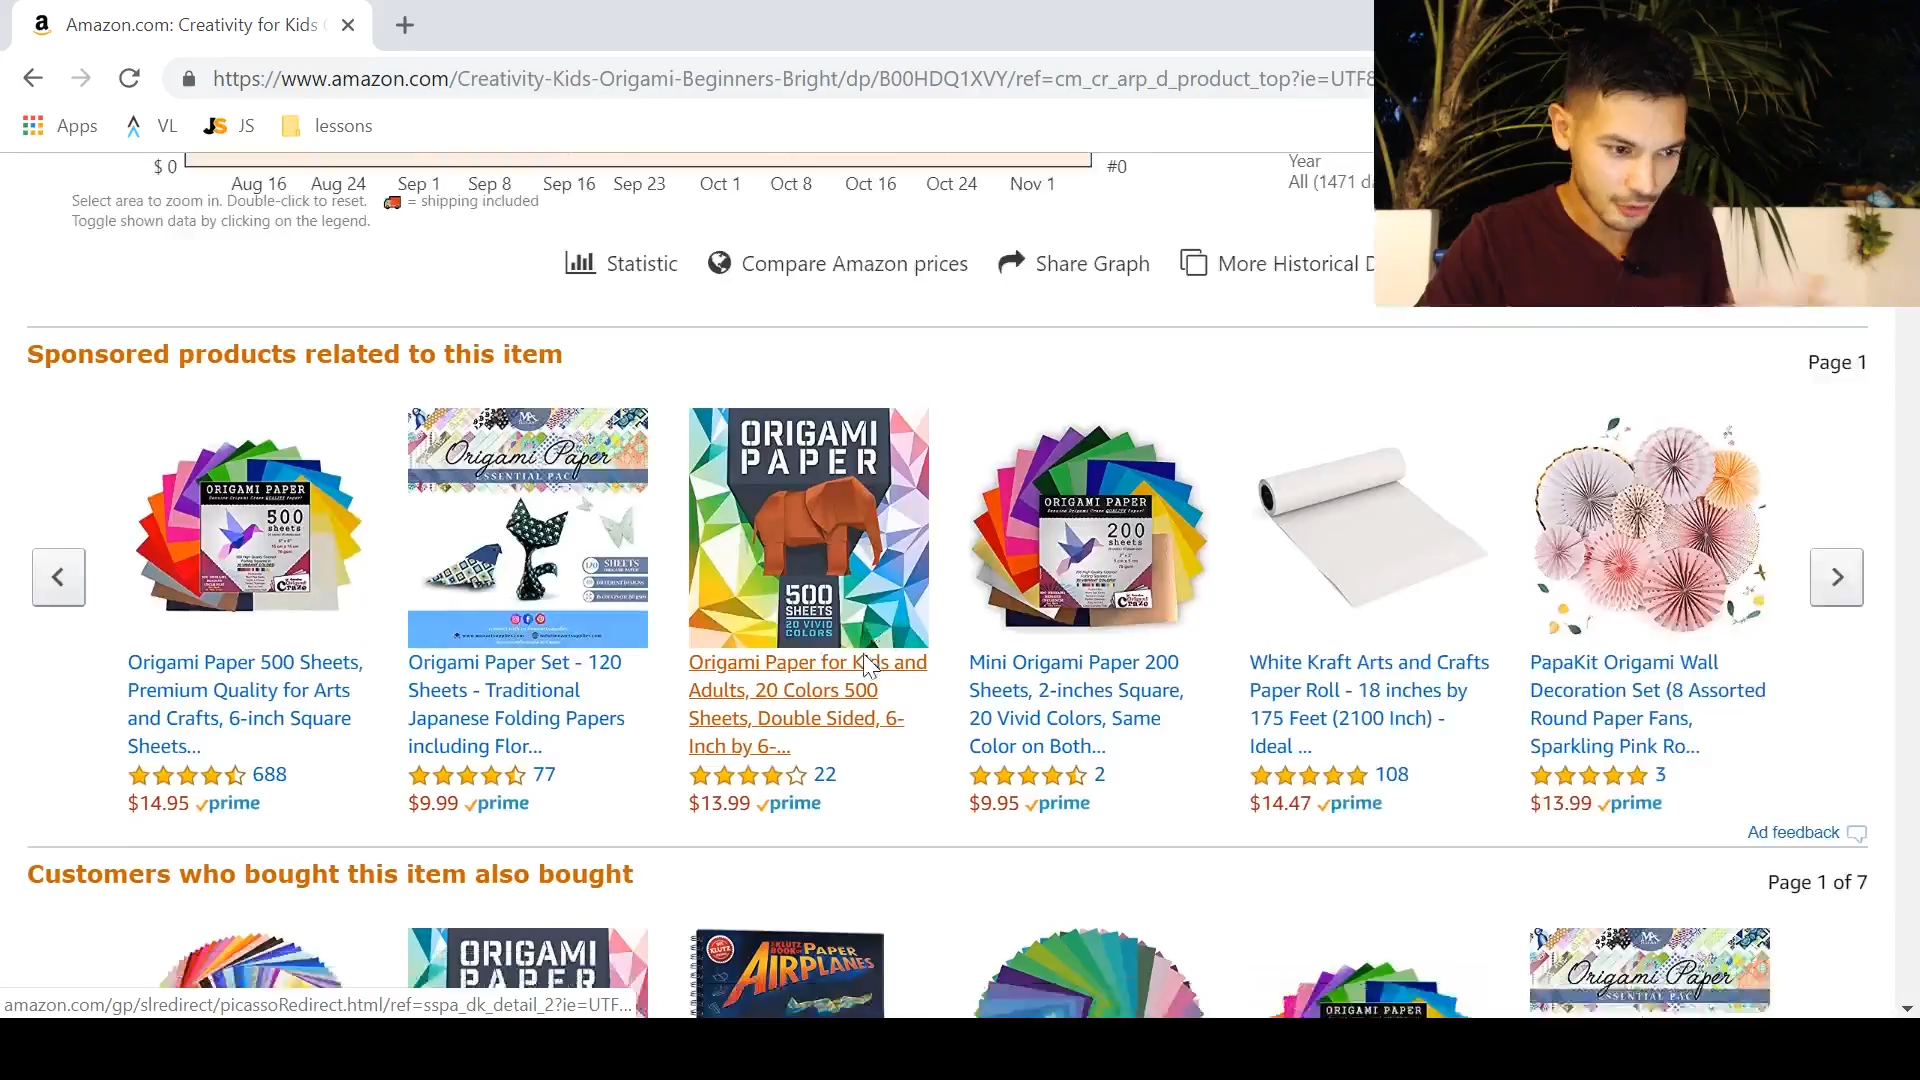 Amazon.com: Creativity for Kids
https://www.amazon.com/Creativity-Kids-Origami-Beginners-Bright/dp/B00HDQ1XVY/ref=cm_cr_arp_d_product_top?ie=UTF8
Apps VL JS lessons
$ 0 #0
Aug 16 Aug 24 Sep 1 Sep 8 Sep 16 Sep 23 Oct 1 Oct 8 Oct 16 Oct 24 Nov 1
Year
All (1471 d
Select area to zoom in. Double-click to reset. = shipping included
Toggle shown data by clicking on the legend.
Statistic Compare Amazon prices Share Graph More Historical D
Sponsored products related to this item
Page 1
ORIGAMI PAPER
500
sheets
Origami Paper
ESSENTIAL PAC
120 SHEETS
ORIGAMI
PAPER
500
SHEETS
20 VIVID
COLORS
ORIGAMI PAPER
200
sheets
Origami Paper 500 Sheets,
Premium Quality for Arts
and Crafts, 6-inch Square
Sheets...
688
$14.95 prime
Origami Paper Set - 120
Sheets - Traditional
Japanese Folding Papers
including Flor...
77
$9.99 prime
Origami Paper for Kids and
Adults, 20 Colors 500
Sheets, Double Sided, 6-
Inch by 6-...
22
$13.99 prime
Mini Origami Paper 200
Sheets, 2-inches Square,
20 Vivid Colors, Same
Color on Both...
2
$9.95 prime
White Kraft Arts and Crafts
Paper Roll - 18 inches by
175 Feet (2100 Inch) -
Ideal ...
108
$14.47 prime
PapaKit Origami Wall
Decoration Set (8 Assorted
Round Paper Fans,
Sparkling Pink Ro...
3
$13.99 prime
Ad feedback
Customers who bought this item also bought
Page 1 of 7
ORIGAMI
PAPER
KLUTZ
BOOK OF PAPER
AIRPLANES
ORIGAMI PAPER
Origami Paper
ESSENTIAL PAC
amazon.com/gp/slredirect/picassoRedirect.html/ref=sspa_dk_detail_2?ie=UTF...